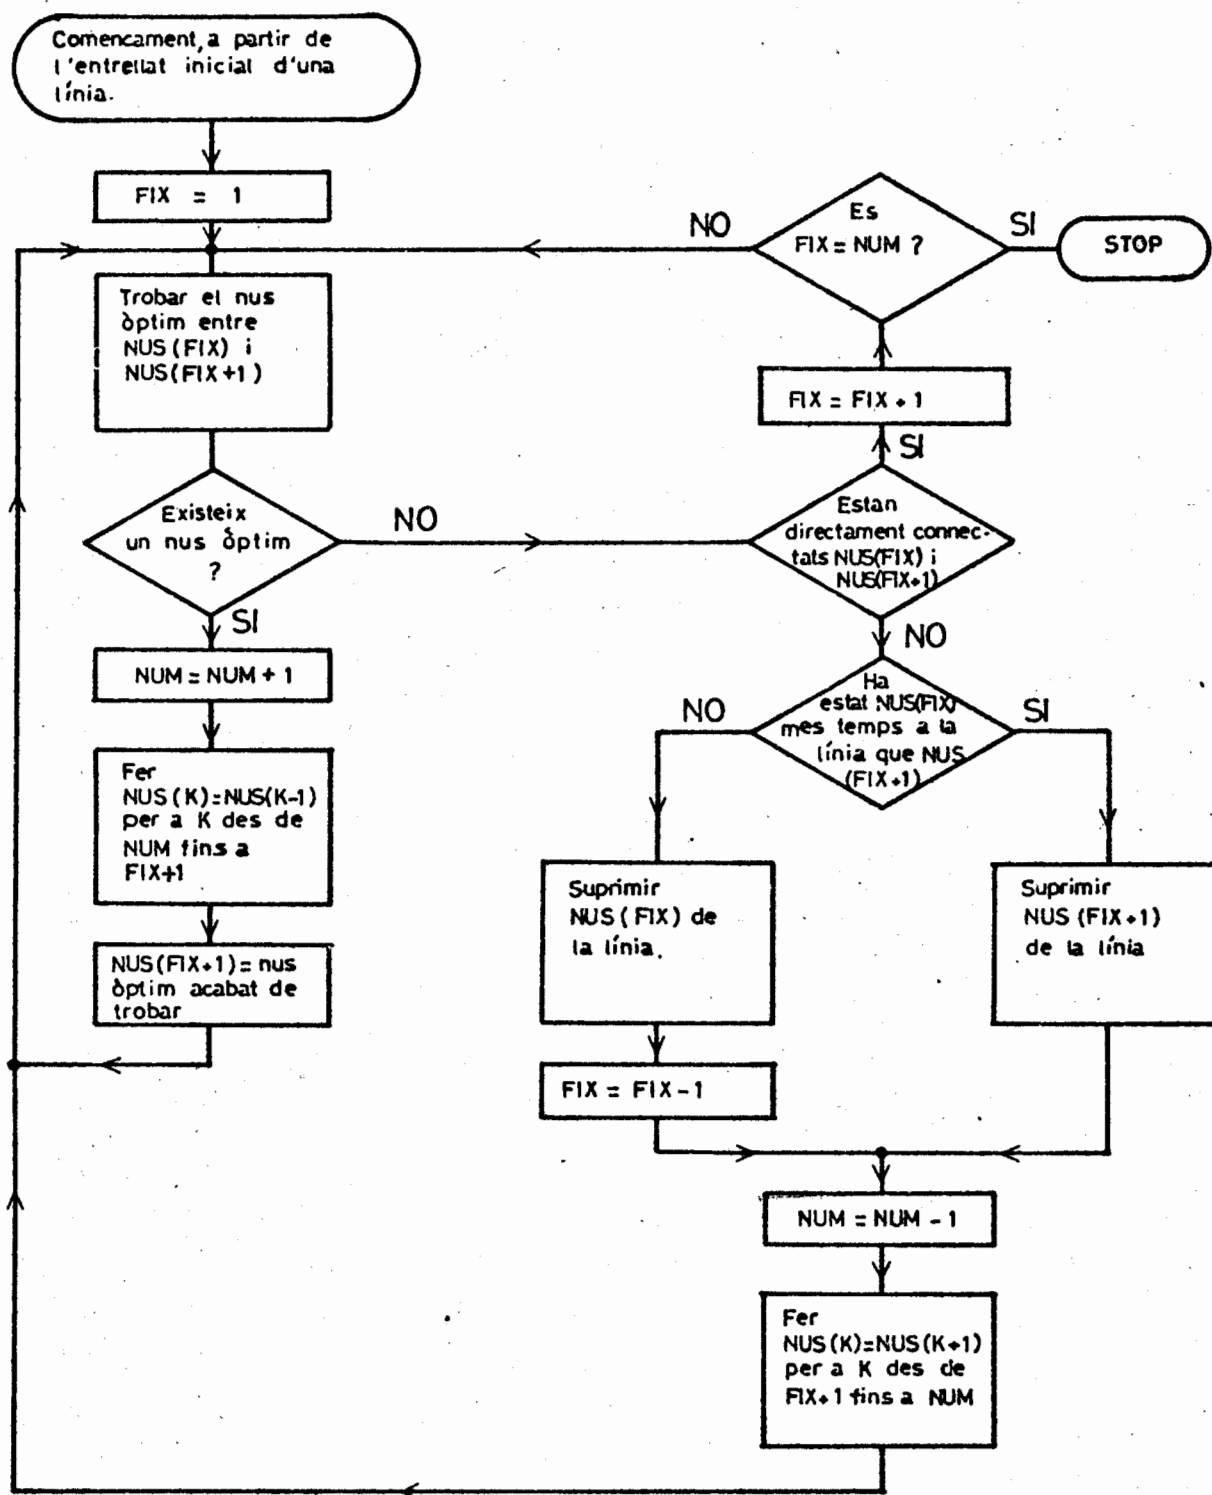 Comencament, a partir de
l'entrellat inicial d'una
línia.
FIX = 1
Trobar el nus
òptim entre
NUS (FIX) i
NUS(FIX+1)
Existeix
un nus òptim
?
NO
SI
NUM = NUM + 1
Fer
NUS (K)=NUS(K-1)
per a K des de
NUM fins a
FIX+1
NUS(FIX+1)= nus
òptim acabat de
trobar
Es
FIX = NUM ?
NO
SI
STOP
FIX = FIX + 1
SI
Estan
directament connec-
tats NUS(FIX) i
NUS(FIX+1)
NO
Ha
estat NUS(FIX)
mes temps a la
línia que NUS
(FIX+1)
NO
SI
Suprimir
NUS (FIX) de
la línia.
FIX = FIX - 1
Suprimir
NUS (FIX+1)
de la línia
NUM = NUM - 1
Fer
NUS (K)=NUS(K+1)
per a K des de
FIX+1 fins a NUM